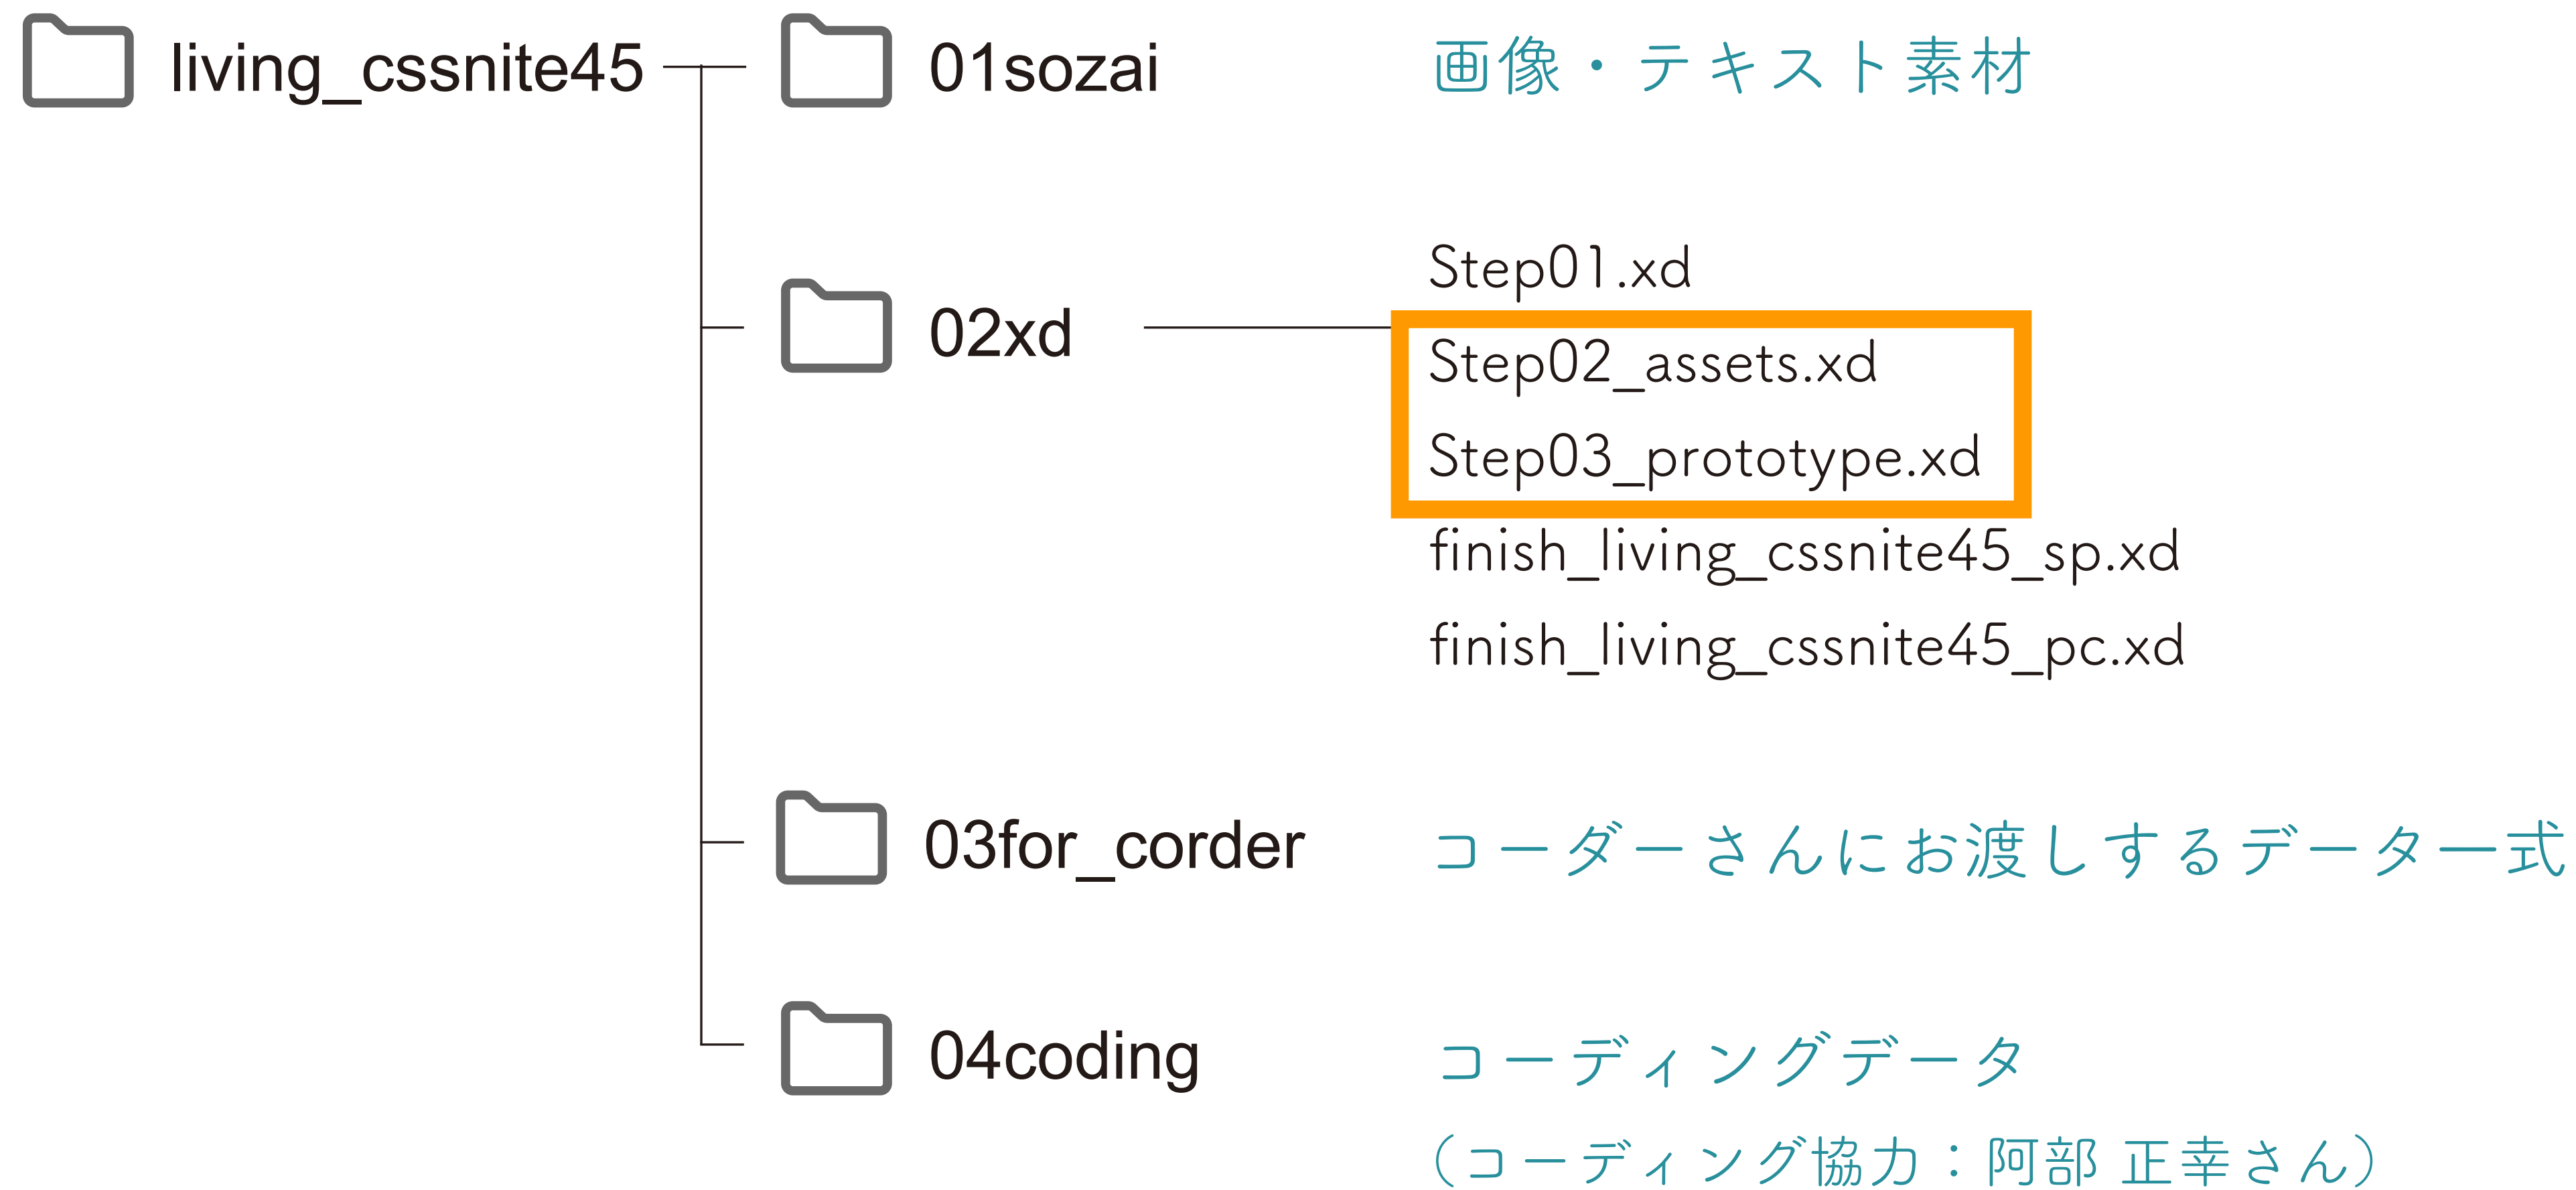 living_cssnite45
01sozai
画像・テキスト素材
02xd
Step01.xd
Step02_assets.xd
Step03_prototype.xd
finish_living_cssnite45_sp.xd
finish_living_cssnite45_pc.xd
03for_corder
コーダーさんにお渡しするデータ一式
04coding
コーディングデータ
（コーディング協力：阿部 正幸さん）